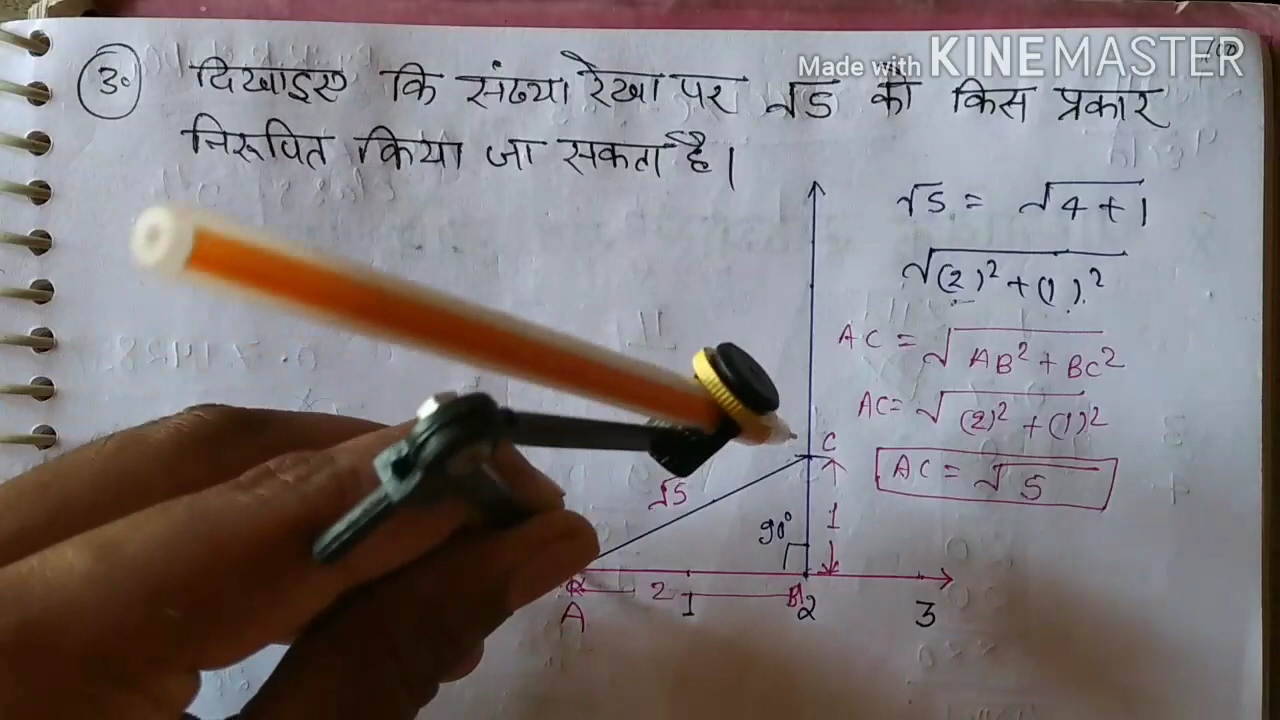 Made with KINEMASTER
3. दिखाइए कि संख्या रेखा पर √5 को किस प्रकार
निरूपित किया जा सकता है।
√5 = √4+1
√(2)²+(1)²
AC = √AB²+BC²
AC= √(2)²+(1)²
AC = √5
C
√5
90°
1
2
A
1
B
2
3